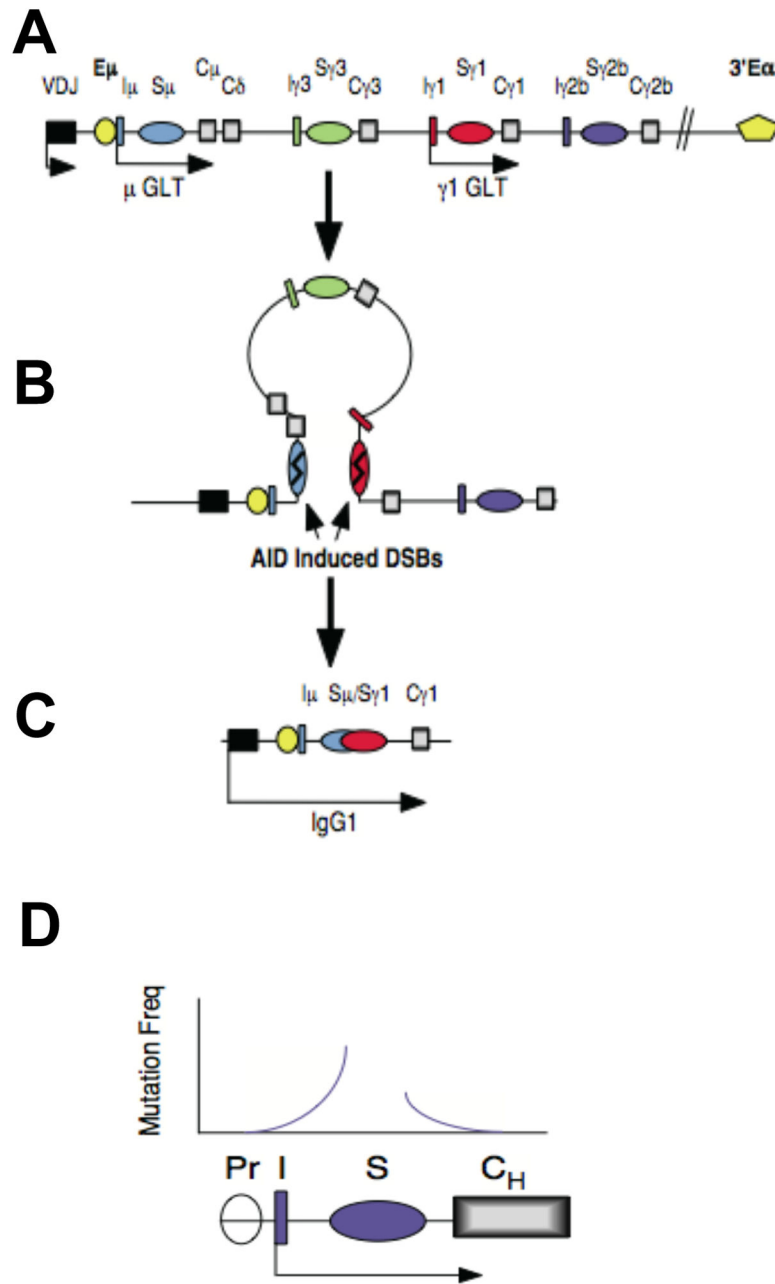 A
Eμ Cμ Sγ3 Sγ1 Sγ2b 3'Eα
VDJ Iμ Sμ Cδ Iγ3 Cγ3 Iγ1 Cγ1 Iγ2b Cγ2b
μ GLT γ1 GLT
B
AID Induced DSBs
C
Iμ Sμ/Sγ1 Cγ1
IgG1
D
Mutation Freq
Pr I S CH